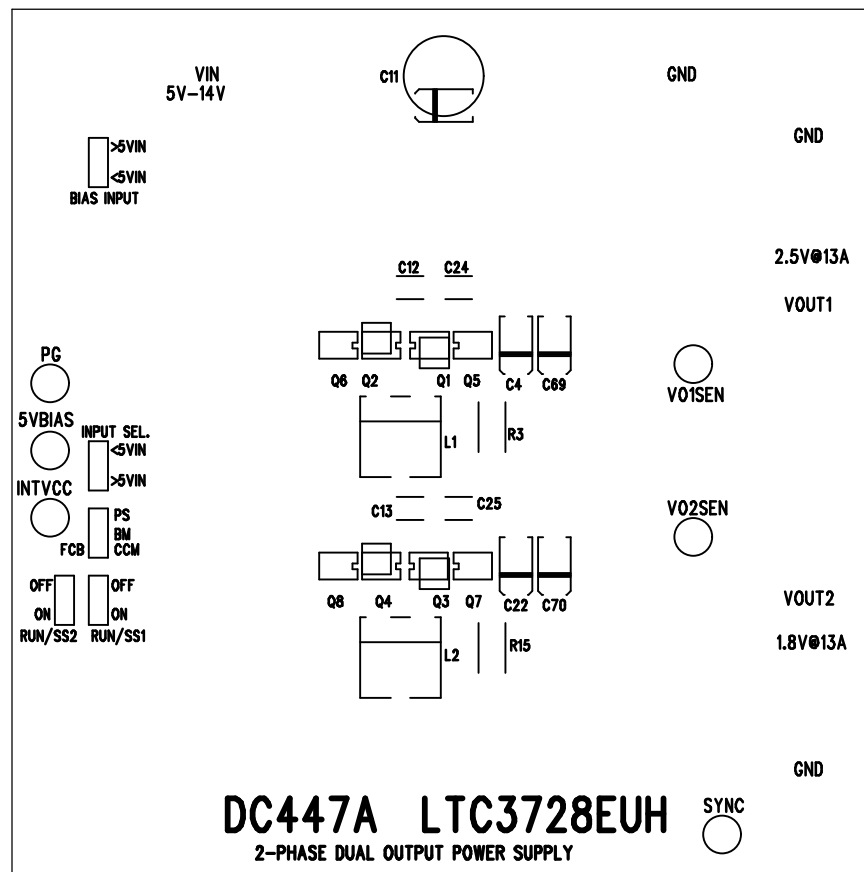 VIN
5V-14V
C11
GND
GND
>5VIN
<5VIN
BIAS INPUT
2.5V@13A
C12
C24
VOUT1
PG
Q6
Q2
Q1
Q5
C4
C69
VO1SEN
5VBIAS
INPUT SEL.
<5VIN
>5VIN
L1
R3
INTVCC
C13
C25
VO2SEN
PS
BM
FCB
CCM
OFF
OFF
ON
ON
RUN/SS2
RUN/SS1
Q8
Q4
Q3
Q7
C22
C70
VOUT2
L2
R15
1.8V@13A
GND
DC447A LTC3728EUH
2-PHASE DUAL OUTPUT POWER SUPPLY
SYNC